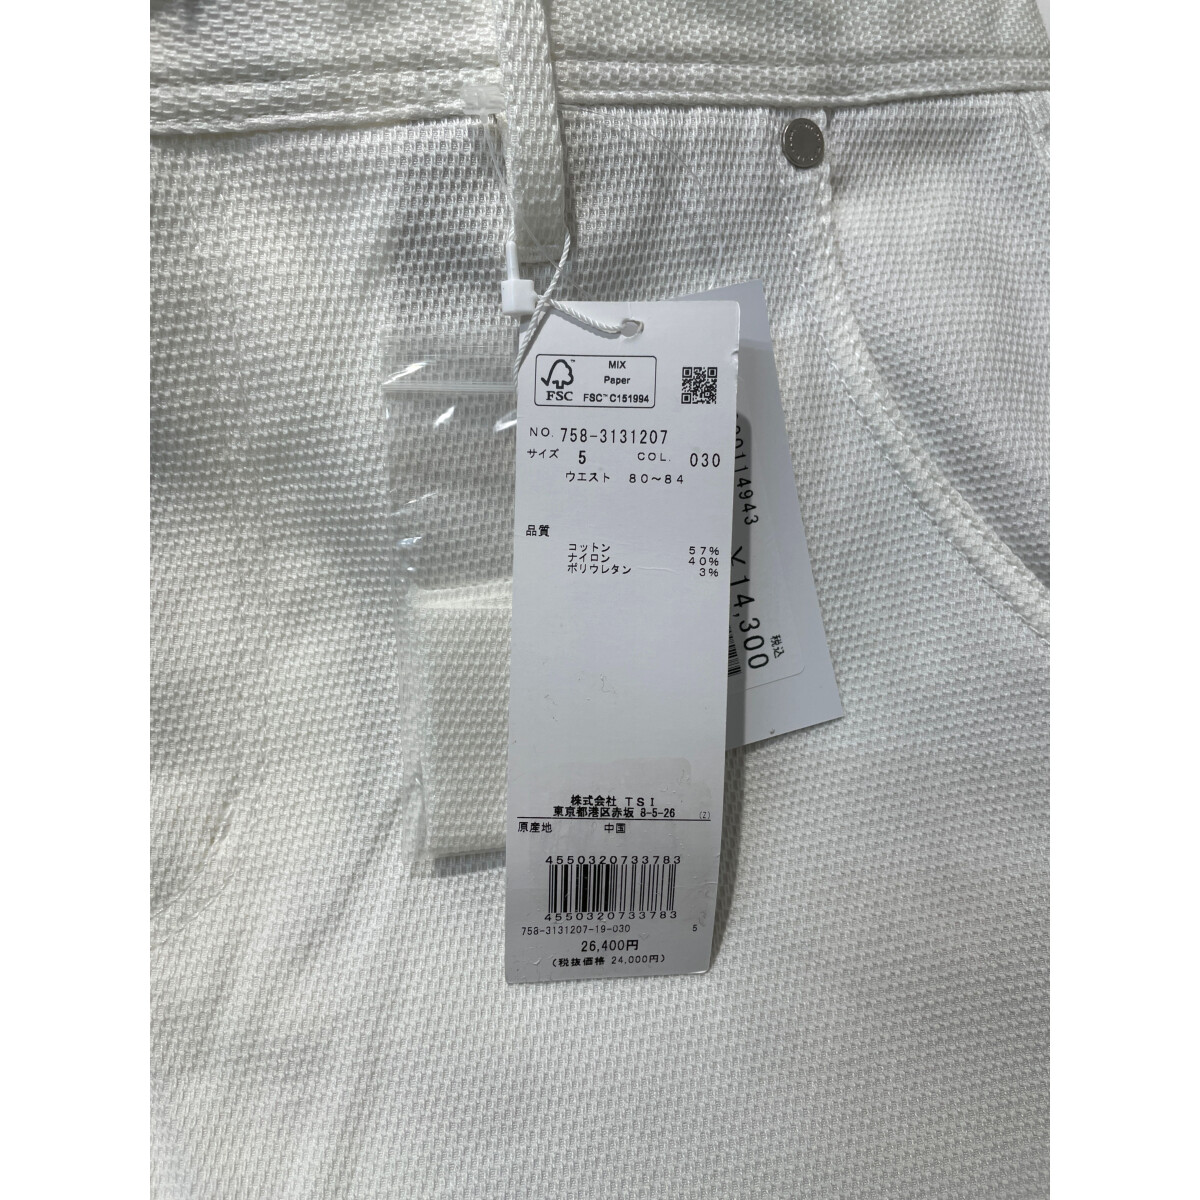 MIX
Paper
FSC™ C151994
FSC
NO. 758-3131207
サイズ 5 COL. 030
ウエスト 80~84
品質
コットン 57%
ナイロン 40%
ポリウレタン 3%
株式会社 TSI
東京都港区赤坂 8-5-26 (Z)
原産地 中国
4550320733783
4550320733783
758-3131207-19-030 5
26,400円
(税抜価格 24,000円)
0114943
¥14,300
税込